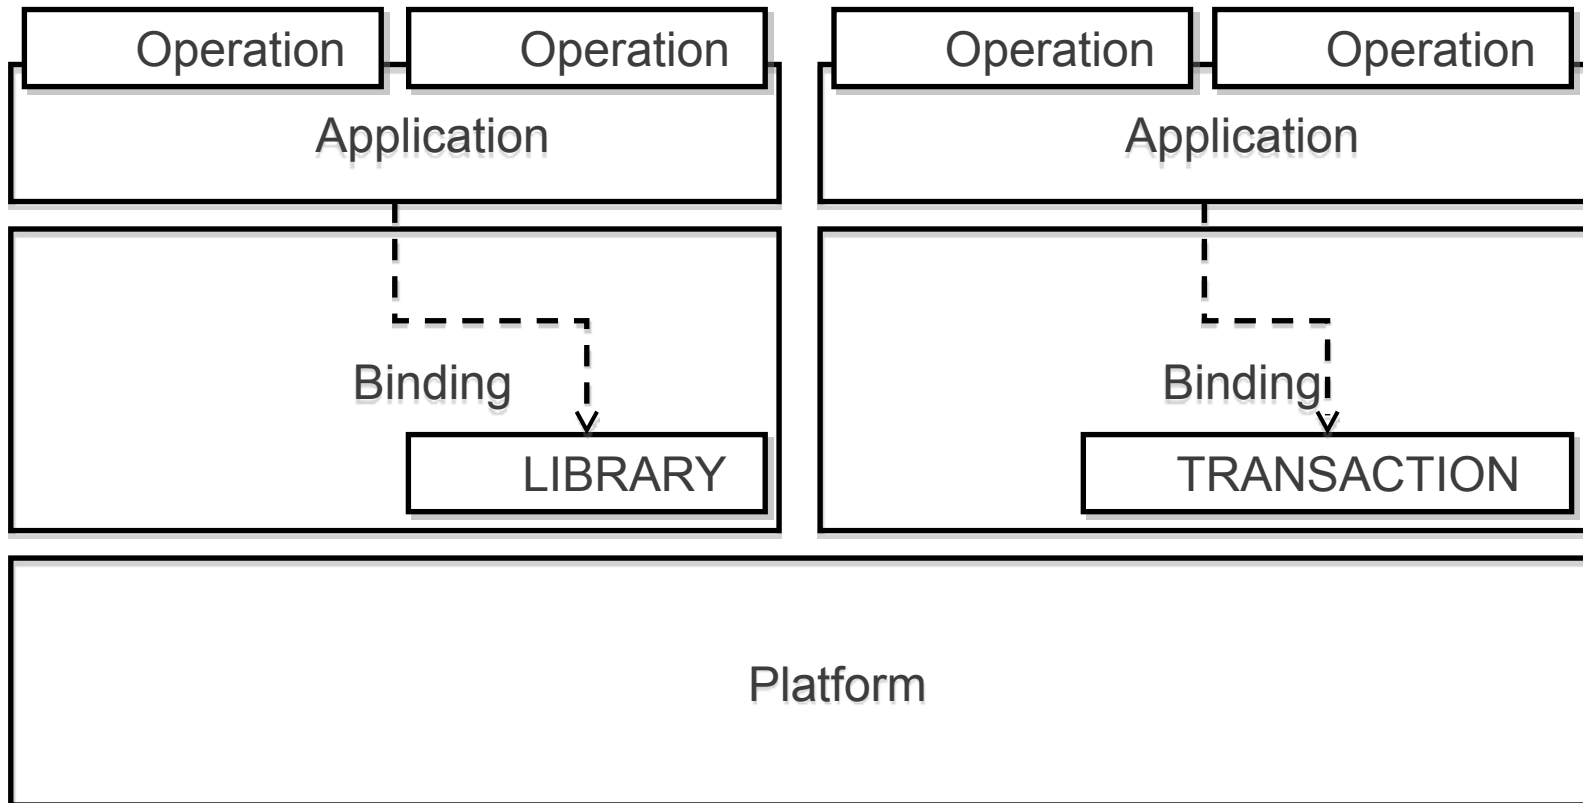 Operation Operation Operation Operation
Application Application
Binding Binding
LIBRARY TRANSACTION
Platform